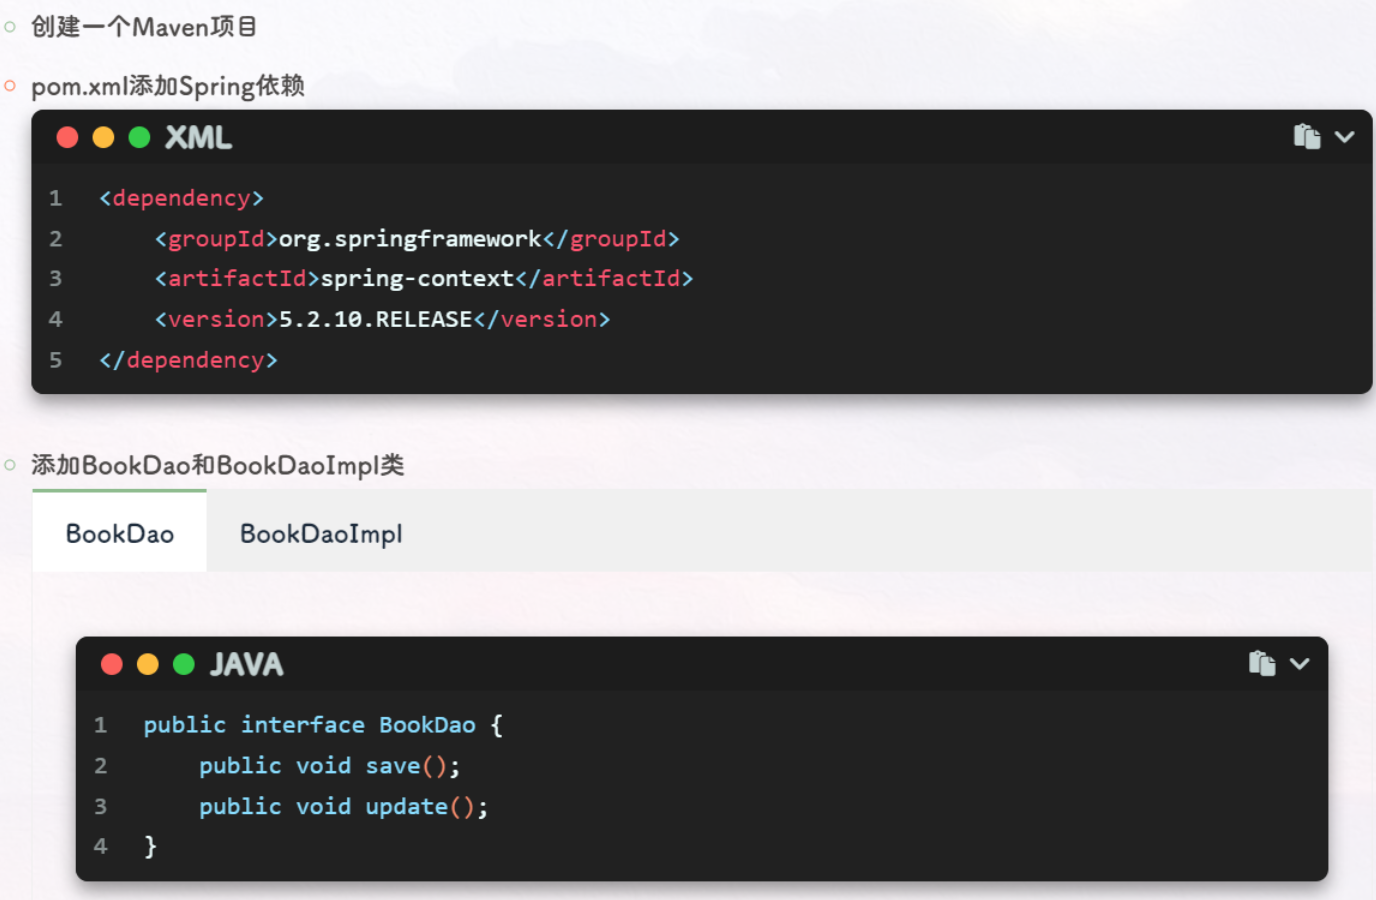 创建一个Maven项目
pom.xml添加Spring依赖
XML
1 <dependency>
2     <groupId>org.springframework</groupId>
3     <artifactId>spring-context</artifactId>
4     <version>5.2.10.RELEASE</version>
5 </dependency>
添加BookDao和BookDaoImpl类
BookDao BookDaoImpl
JAVA
1 public interface BookDao {
2     public void save();
3     public void update();
4 }